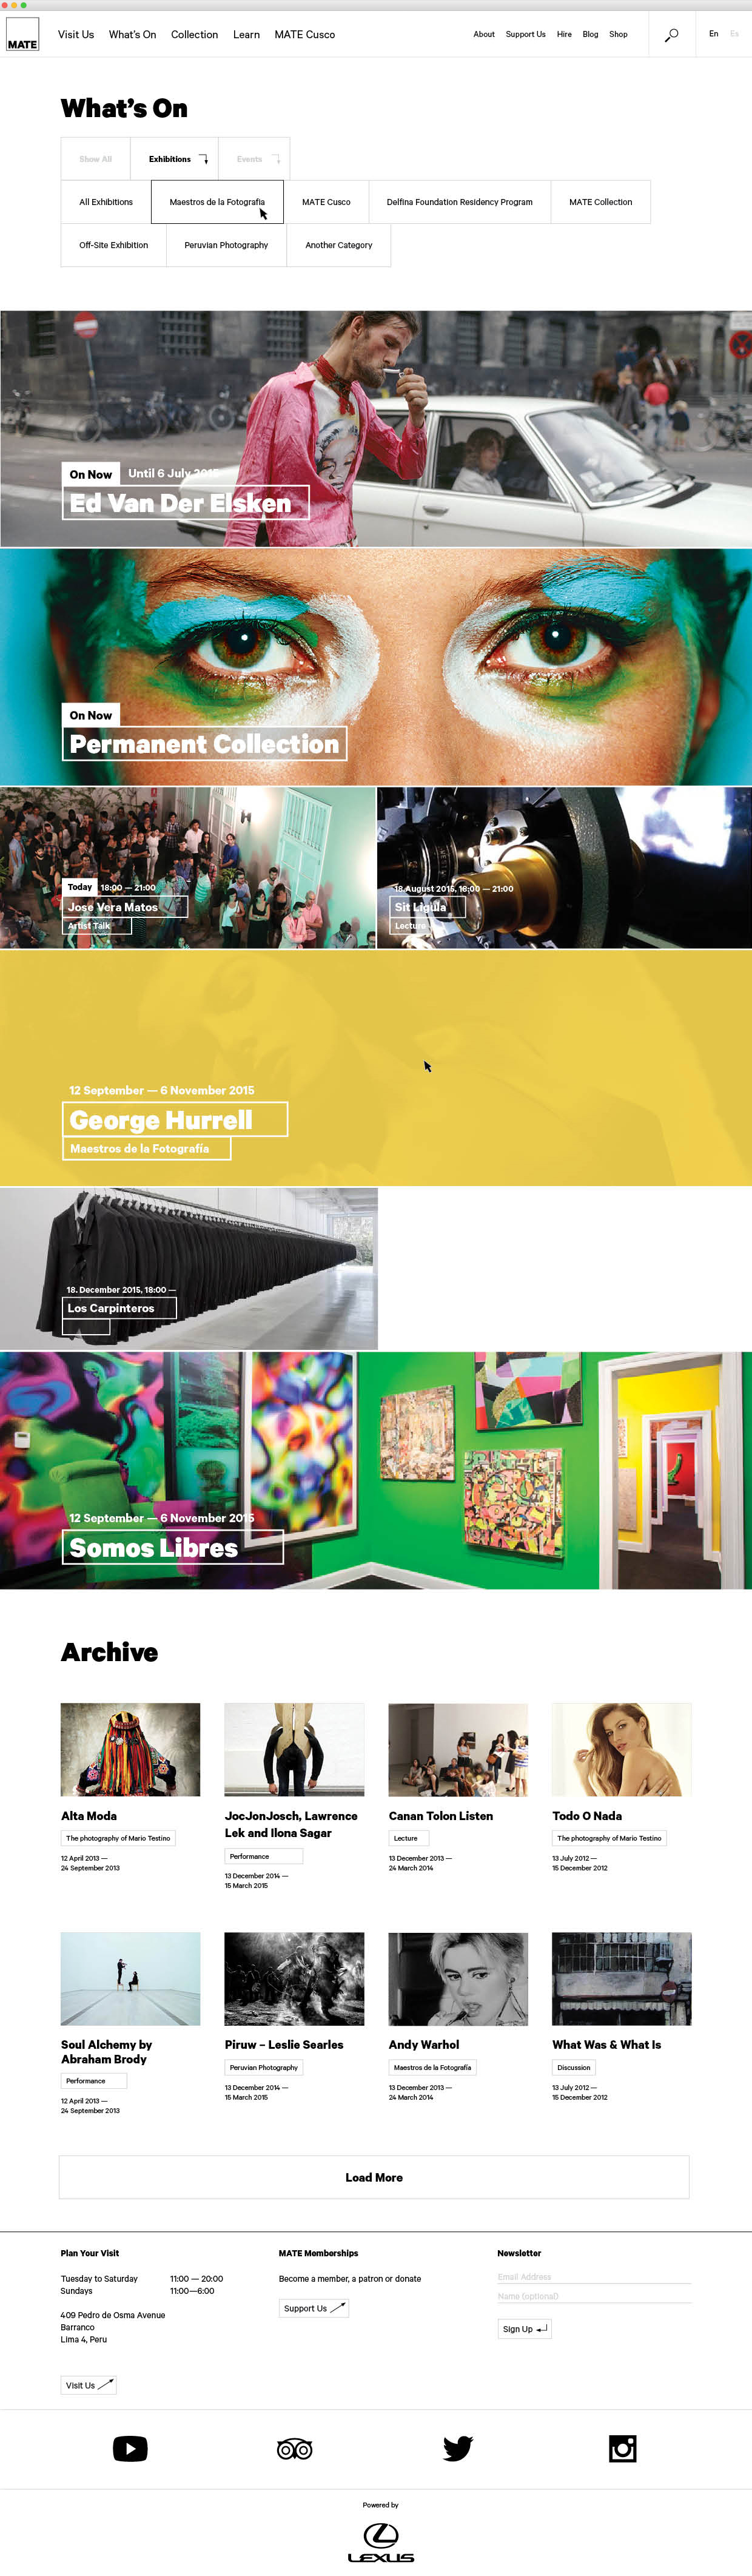 MATE
Visit Us What's On Collection Learn MATE Cusco
About Support Us Hire Blog Shop
En Es
What's On
Show All Exhibitions Events
All Exhibitions Maestros de la Fotografía MATE Cusco Delfina Foundation Residency Program MATE Collection
Off-Site Exhibition Peruvian Photography Another Category
On Now Until 6 July 2015
Ed Van Der Elsken
On Now
Permanent Collection
Today 18:00 — 21:00
Jose Vera Matos
Artist Talk
18 August 2015, 16:00 — 21:00
Sit Ligula
Lecture
12 September — 6 November 2015
George Hurrell
Maestros de la Fotografía
18. December 2015, 18:00 —
Los Carpinteros
12 September — 6 November 2015
Somos Libres
Archive
Alta Moda
The photography of Mario Testino
12 April 2013 —
24 September 2013
JocJonJosch, Lawrence
Lek and Ilona Sagar
Performance
13 December 2014 —
15 March 2015
Canan Tolon Listen
Lecture
13 December 2013 —
24 March 2014
Todo O Nada
The photography of Mario Testino
13 July 2012 —
15 December 2012
Soul Alchemy by
Abraham Brody
Performance
12 April 2013 —
24 September 2013
Piruw – Leslie Searles
Peruvian Photography
13 December 2014 —
15 March 2015
Andy Warhol
Maestros de la Fotografía
13 December 2013 —
24 March 2014
What Was & What Is
Discussion
13 July 2012 —
15 December 2012
Load More
Plan Your Visit
Tuesday to Saturday 11:00 — 20:00
Sundays 11:00—6:00
409 Pedro de Osma Avenue
Barranco
Lima 4, Peru
Visit Us
MATE Memberships
Become a member, a patron or donate
Support Us
Newsletter
Email Address
Name (optional)
Sign Up
Powered by
LEXUS